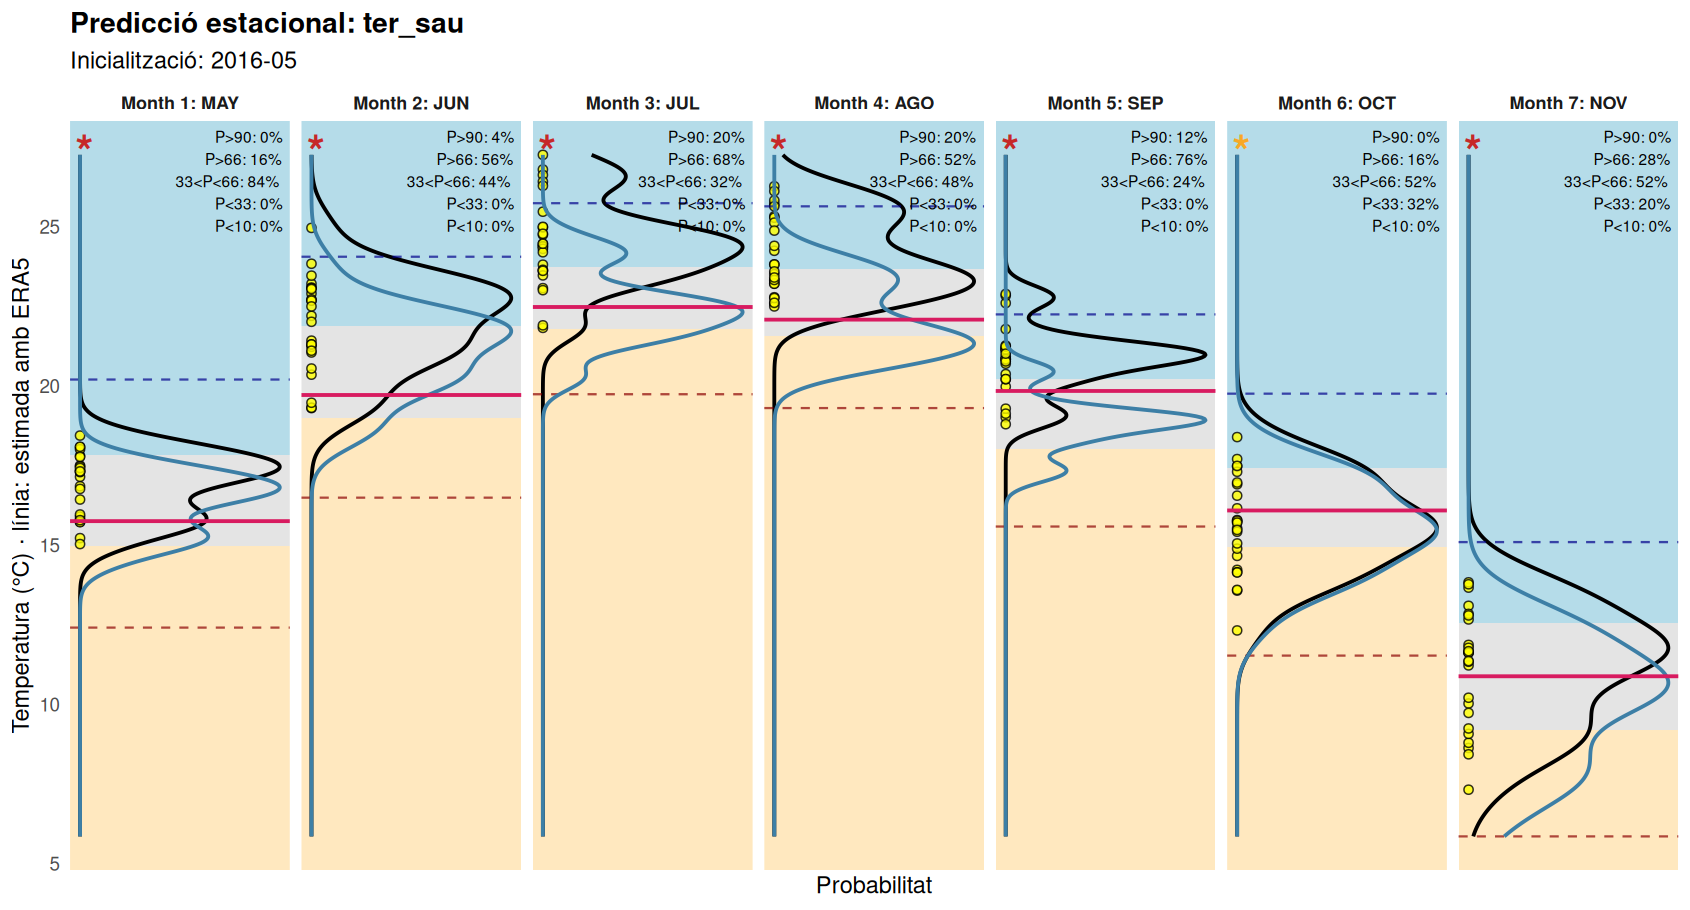 Predicció estacional: ter_sau
Inicialització: 2016-05
Month 1: MAY
Month 2: JUN
Month 3: JUL
Month 4: AGO
Month 5: SEP
Month 6: OCT
Month 7: NOV
*
P>90: 0%
P>66: 16%
33<P<66: 84%
P<33: 0%
P<10: 0%
*
P>90: 4%
P>66: 56%
33<P<66: 44%
P<33: 0%
P<10: 0%
*
P>90: 20%
P>66: 68%
33<P<66: 32%
P<33: 0%
P<10: 0%
*
P>90: 20%
P>66: 52%
33<P<66: 48%
P<33: 0%
P<10: 0%
*
P>90: 12%
P>66: 76%
33<P<66: 24%
P<33: 0%
P<10: 0%
*
P>90: 0%
P>66: 16%
33<P<66: 52%
P<33: 32%
P<10: 0%
*
P>90: 0%
P>66: 28%
33<P<66: 52%
P<33: 20%
P<10: 0%
25
20
15
10
5
Temperatura (°C) · línia: estimada amb ERA5
Probabilitat